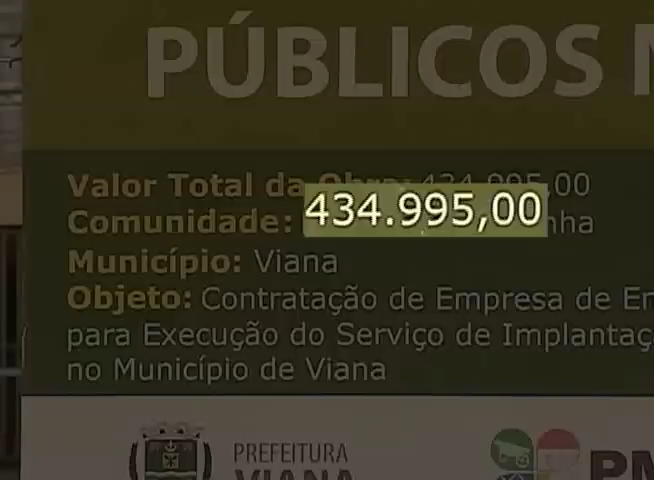 PÚBLICOS
Valor Total da Obra: 434.995,00
434.995,00
Comunidade:
Município: Viana
Objeto: Contratação de Empresa de
para Execução do Serviço de
no Município de Viana
PREFEITURA
VIANA